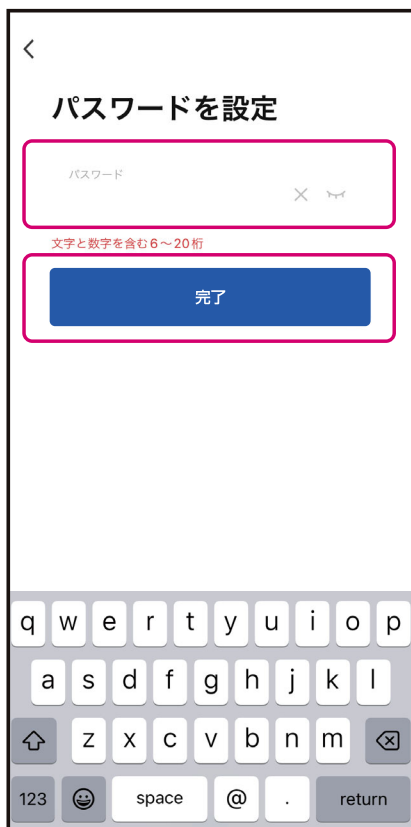 パスワードを設定
パスワード
文字と数字を含む6～20桁
完了
q w e r t y u i o p
a s d f g h j k l
z x c v b n m
123 space @ . return